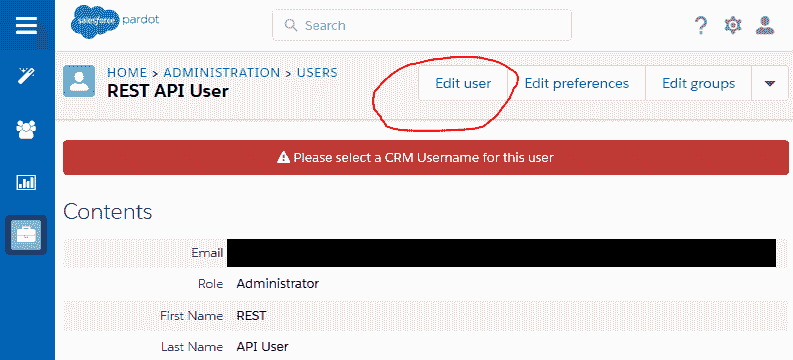 salesforce pardot
Search
?
HOME > ADMINISTRATION > USERS
REST API User
Edit user
Edit preferences
Edit groups
Please select a CRM Username for this user
Contents
Email
Role Administrator
First Name REST
Last Name API User